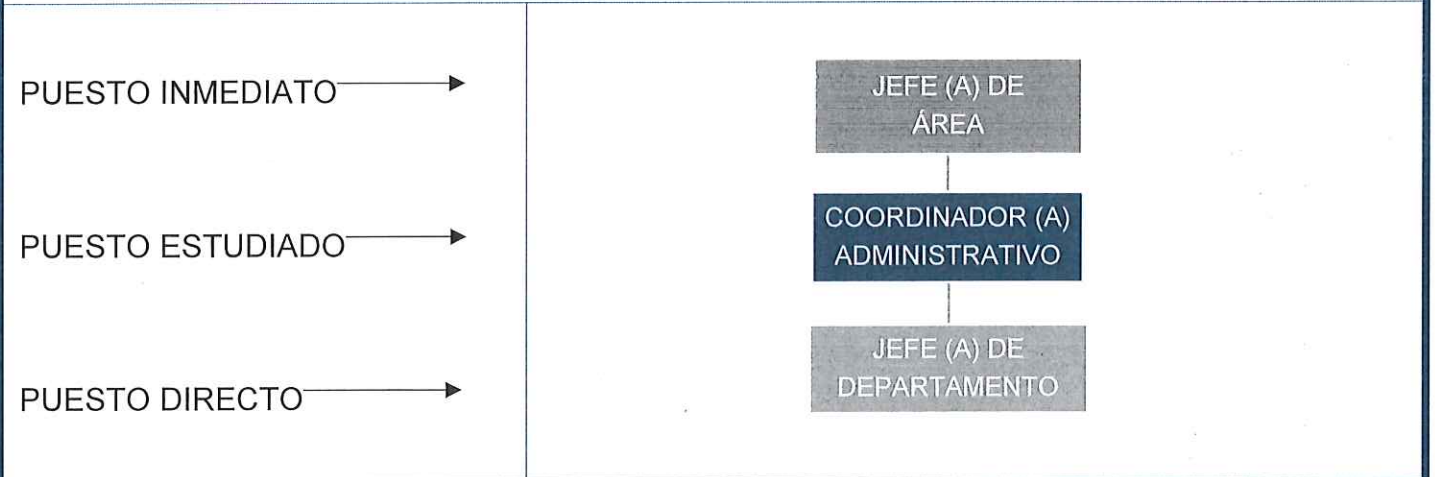 PUESTO INMEDIATO
JEFE (A) DE
ÁREA
PUESTO ESTUDIADO
COORDINADOR (A)
ADMINISTRATIVO
PUESTO DIRECTO
JEFE (A) DE
DEPARTAMENTO